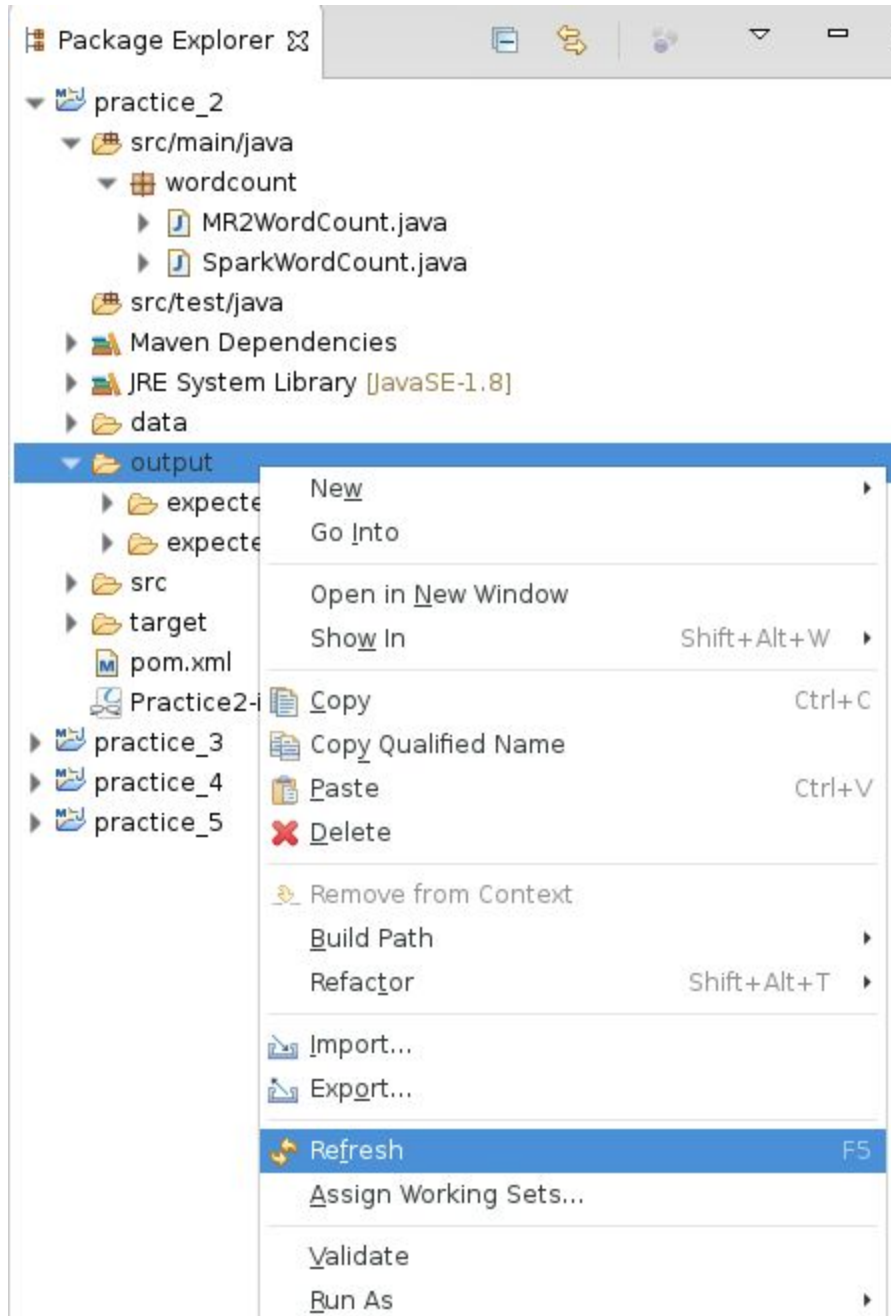 Package Explorer
practice_2
src/main/java
wordcount
MR2WordCount.java
SparkWordCount.java
src/test/java
Maven Dependencies
JRE System Library [JavaSE-1.8]
data
output
expecte
expecte
src
target
pom.xml
Practice2-i
practice_3
practice_4
practice_5
New
Go Into
Open in New Window
Show In Shift+Alt+W
Copy Ctrl+C
Copy Qualified Name
Paste Ctrl+V
Delete
Remove from Context
Build Path
Refactor Shift+Alt+T
Import...
Export...
Refresh F5
Assign Working Sets...
Validate
Run As